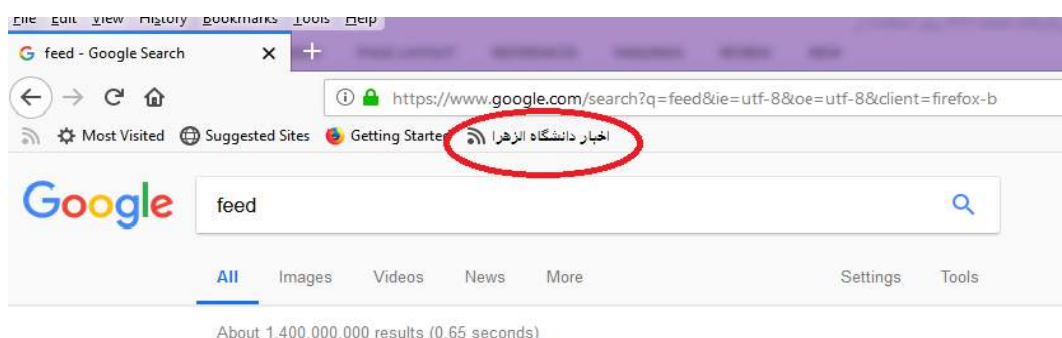 File Edit View History Bookmarks Tools Help
feed - Google Search
https://www.google.com/search?q=feed&ie=utf-8&oe=utf-8&client=firefox-b
Most Visited Suggested Sites Getting Started اخبار دانشگاه الزهرا
Google feed
All Images Videos News More Settings Tools
About 1,400,000,000 results (0.65 seconds)